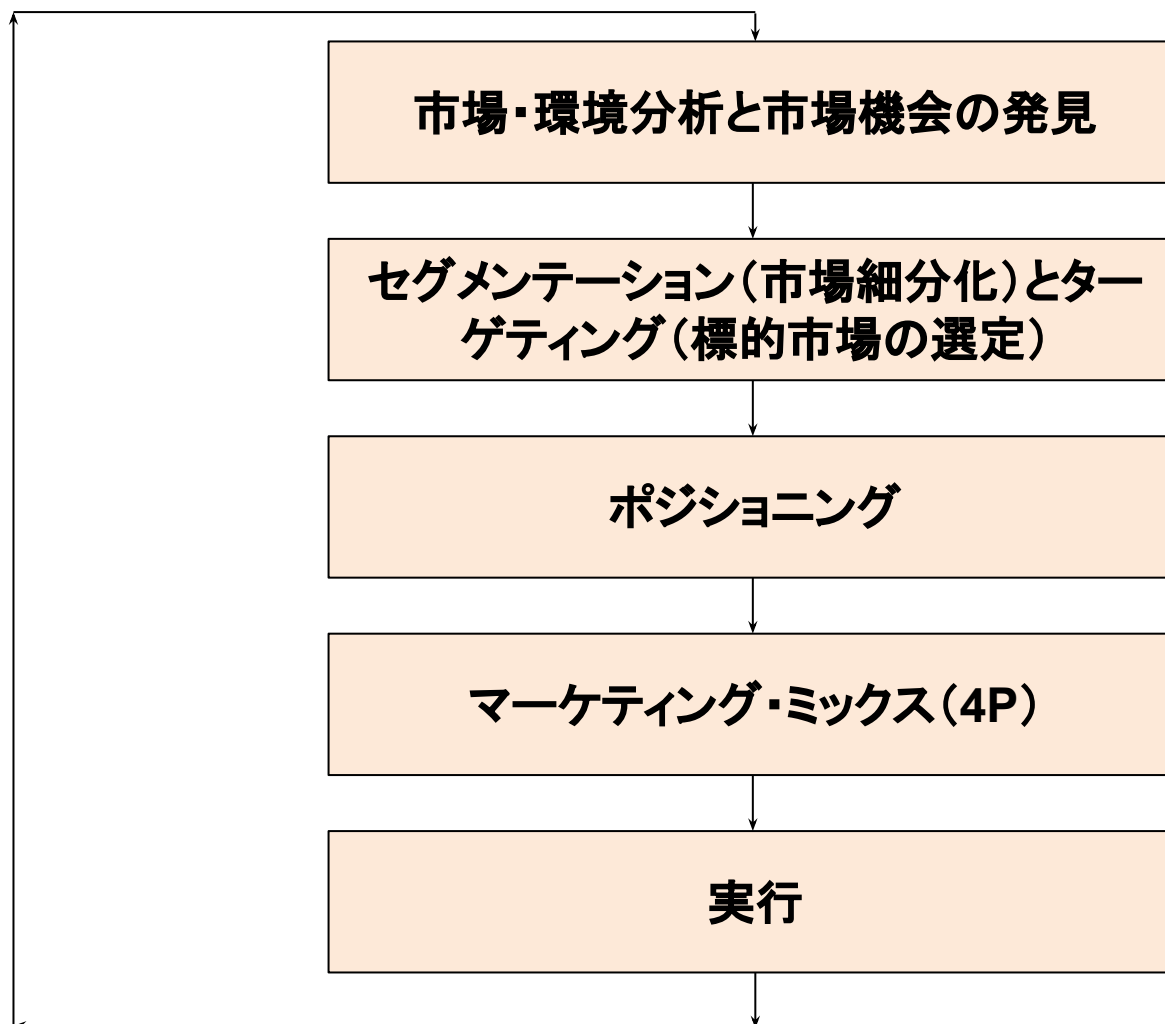 市場・環境分析と市場機会の発見
セグメンテーション（市場細分化）とター
ゲティング（標的市場の選定）
ポジショニング
マーケティング・ミックス（4P）
実行